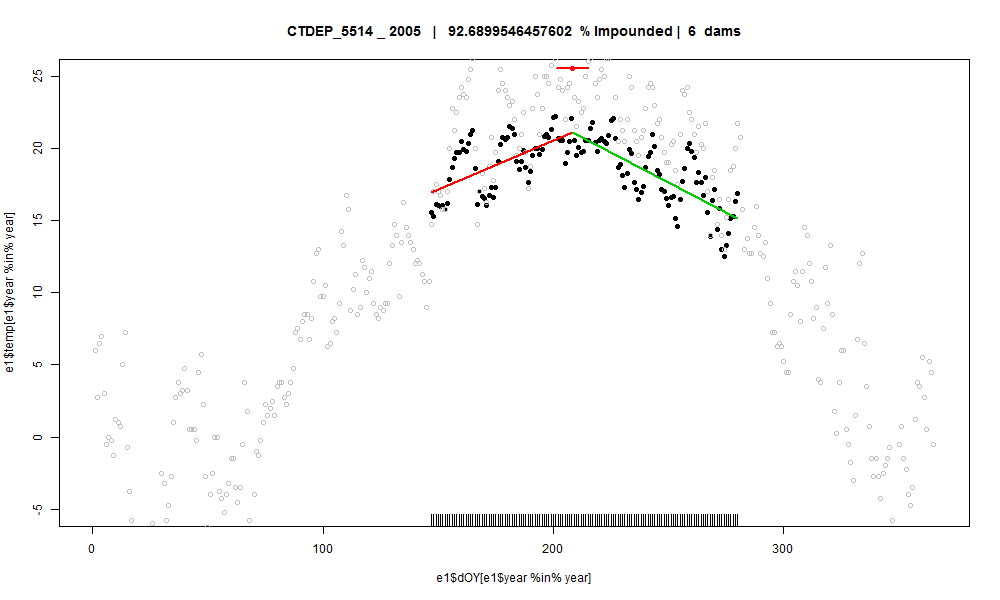 CTDEP_5514 _ 2005 | 92.6899546457602 % Impounded | 6 dams
e1$temp[e1$year %in% year]
25
20
15
10
5
0
-5
0 100 200 300
e1$dOY[e1$year %in% year]